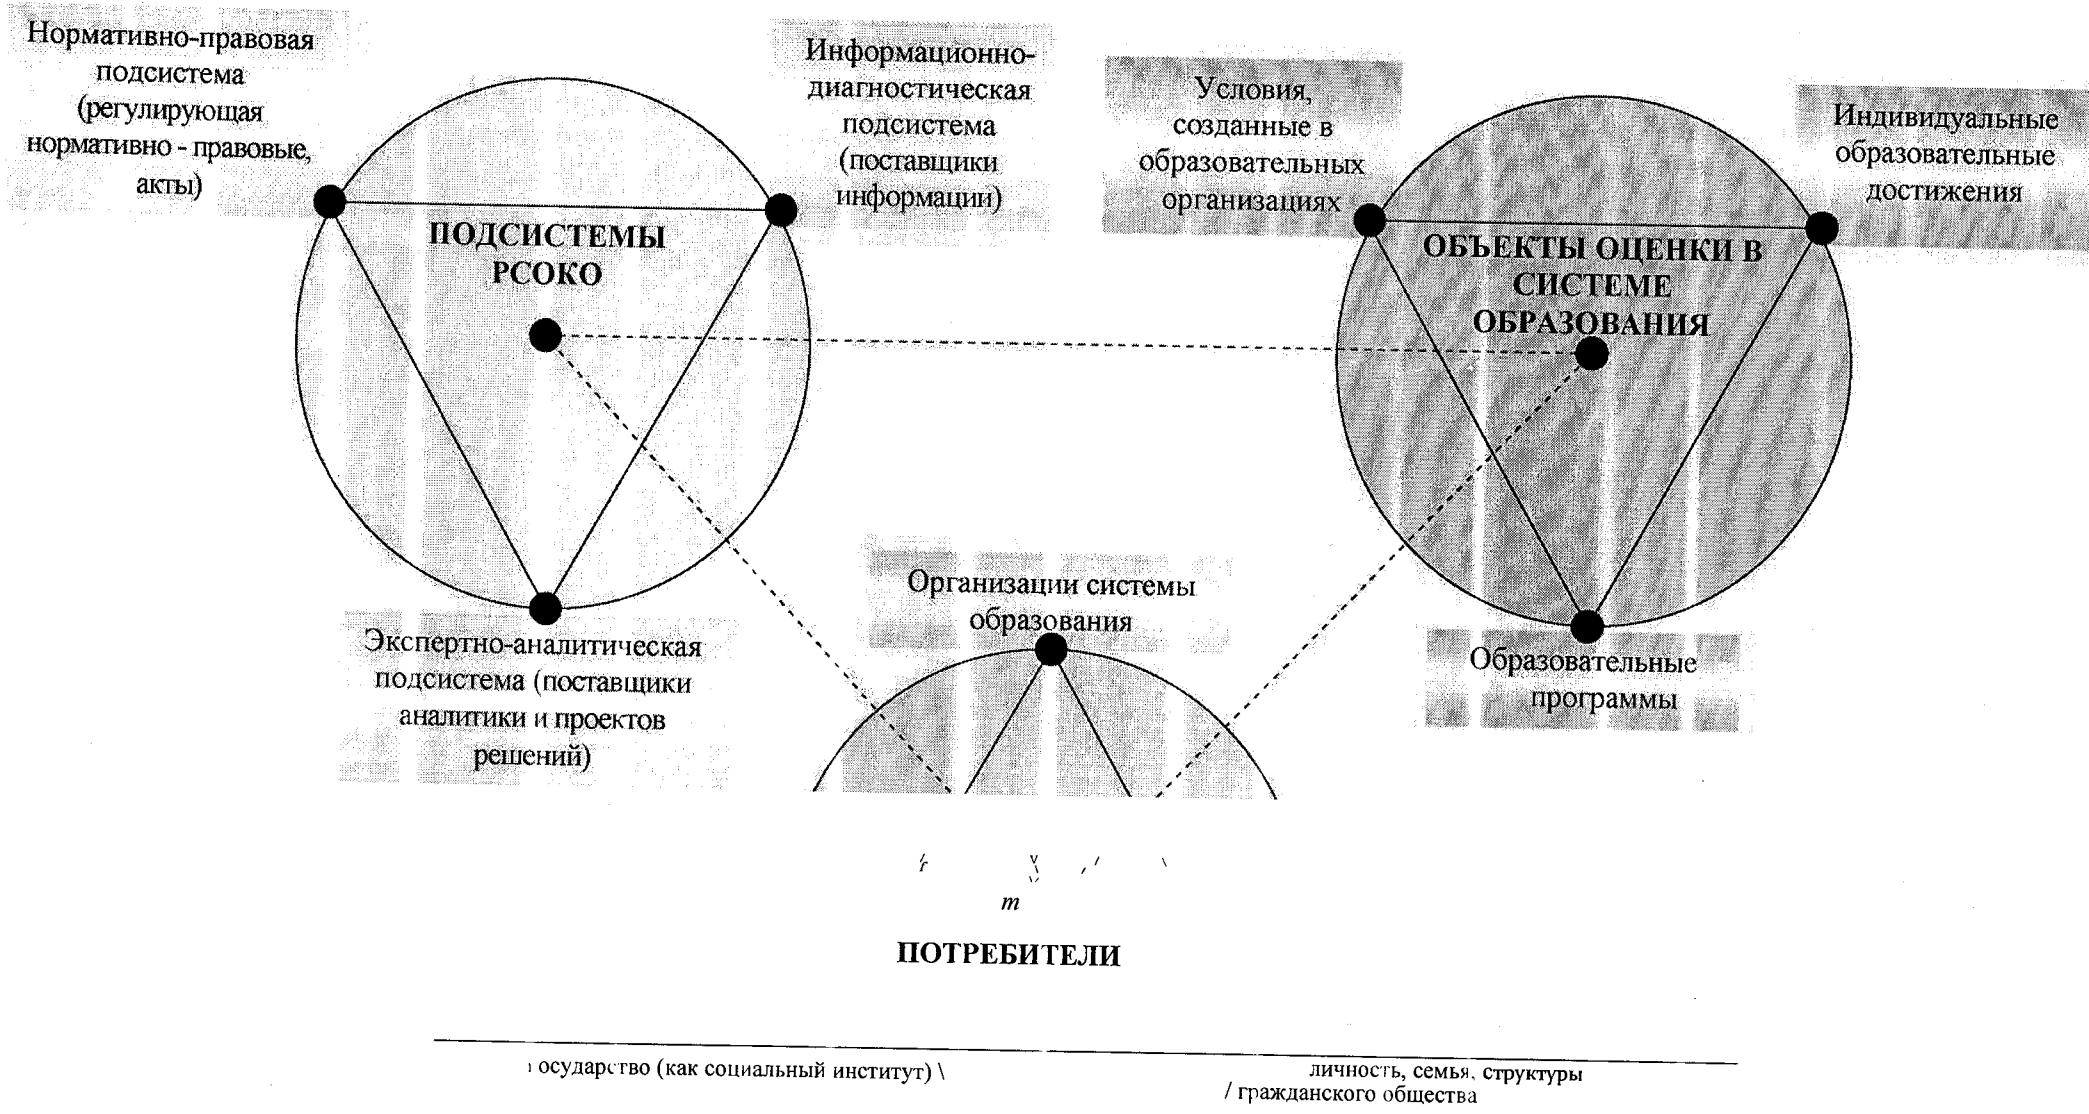 Нормативно-правовая
подсистема
(регулирующая
нормативно - правовые,
акты)
Информационно-
диагностическая
подсистема
(поставщики
информации)
Условия,
созданные в
образовательных
организациях
Индивидуальные
образовательные
достижения
ПОДСИСТЕМЫ
РСОКО
ОБЪЕКТЫ ОЦЕНКИ В
СИСТЕМЕ
ОБРАЗОВАНИЯ
Организации системы
образования
Экспертно-аналитическая
подсистема (поставщики
аналитики и проектов
решений)
Образовательные
программы
m
ПОТРЕБИТЕЛИ
осударство (как социальный институт) \
личность, семья, структуры
/ гражданского общества